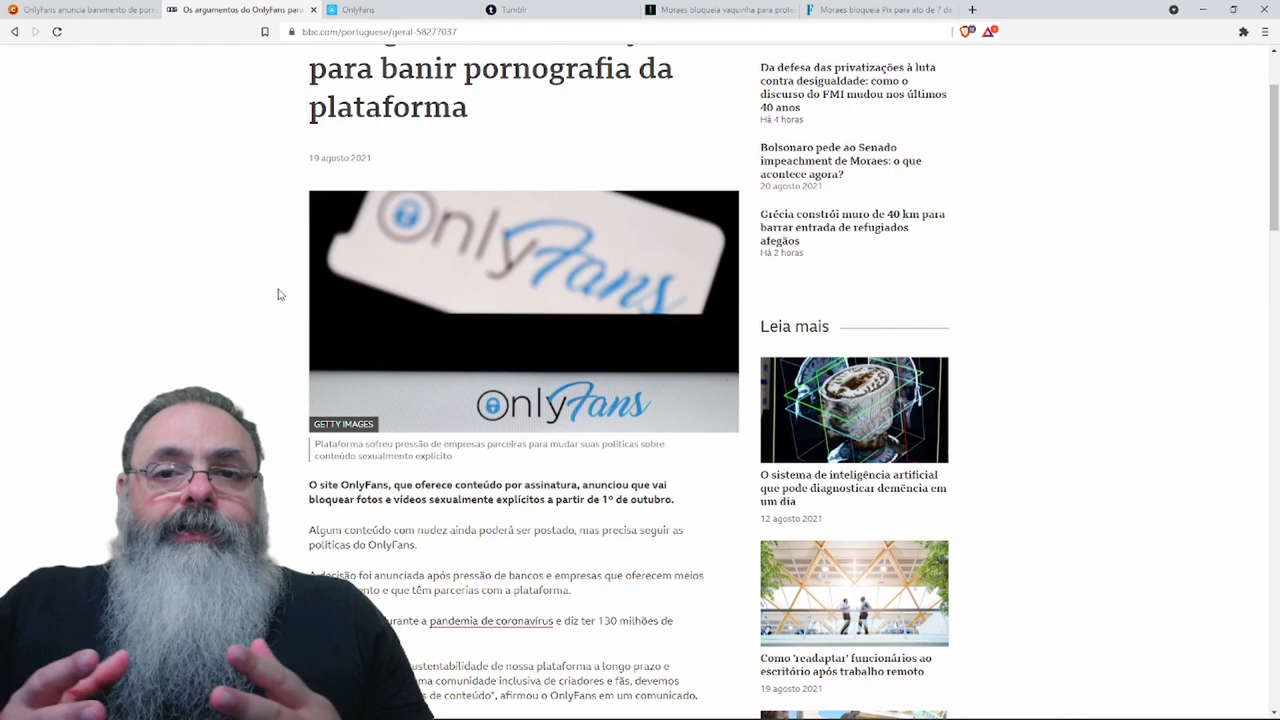 OnlyFans anuncia banimento de porn
Os argumentos do OnlyFans para
OnlyFans
Tumblr
Moraes bloqueia vaquinha para prote
Moraes bloqueia Pix para ato de 7 de
bbc.com/portuguese/geral-58277037
para banir pornografia da
plataforma
19 agosto 2021
OnlyFans
OnlyFans
GETTY IMAGES
Plataforma sofreu pressão de empresas parceiras para mudar suas políticas sobre
conteúdo sexualmente explícito
O site OnlyFans, que oferece conteúdo por assinatura, anunciou que vai
bloquear fotos e vídeos sexualmente explícitos a partir de 1º de outubro.
Algum conteúdo com nudez ainda poderá ser postado, mas precisa seguir as
políticas do OnlyFans.
A decisão foi anunciada após pressão de bancos e empresas que oferecem meios
e que têm parcerias com a plataforma.
durante a pandemia de coronavírus e diz ter 130 milhões de
sustentabilidade de nossa plataforma a longo prazo e
uma comunidade inclusiva de criadores e fãs, devemos
de conteúdo", afirmou o OnlyFans em um comunicado.
Da defesa das privatizações à luta
contra desigualdade: como o
discurso do FMI mudou nos últimos
40 anos
Há 4 horas
Bolsonaro pede ao Senado
impeachment de Moraes: o que
acontece agora?
20 agosto 2021
Grécia constrói muro de 40 km para
barrar entrada de refugiados
afegãos
Há 2 horas
Leia mais
O sistema de inteligência artificial
que pode diagnosticar demência em
um dia
12 agosto 2021
Como 'readaptar' funcionários ao
escritório após trabalho remoto
19 agosto 2021